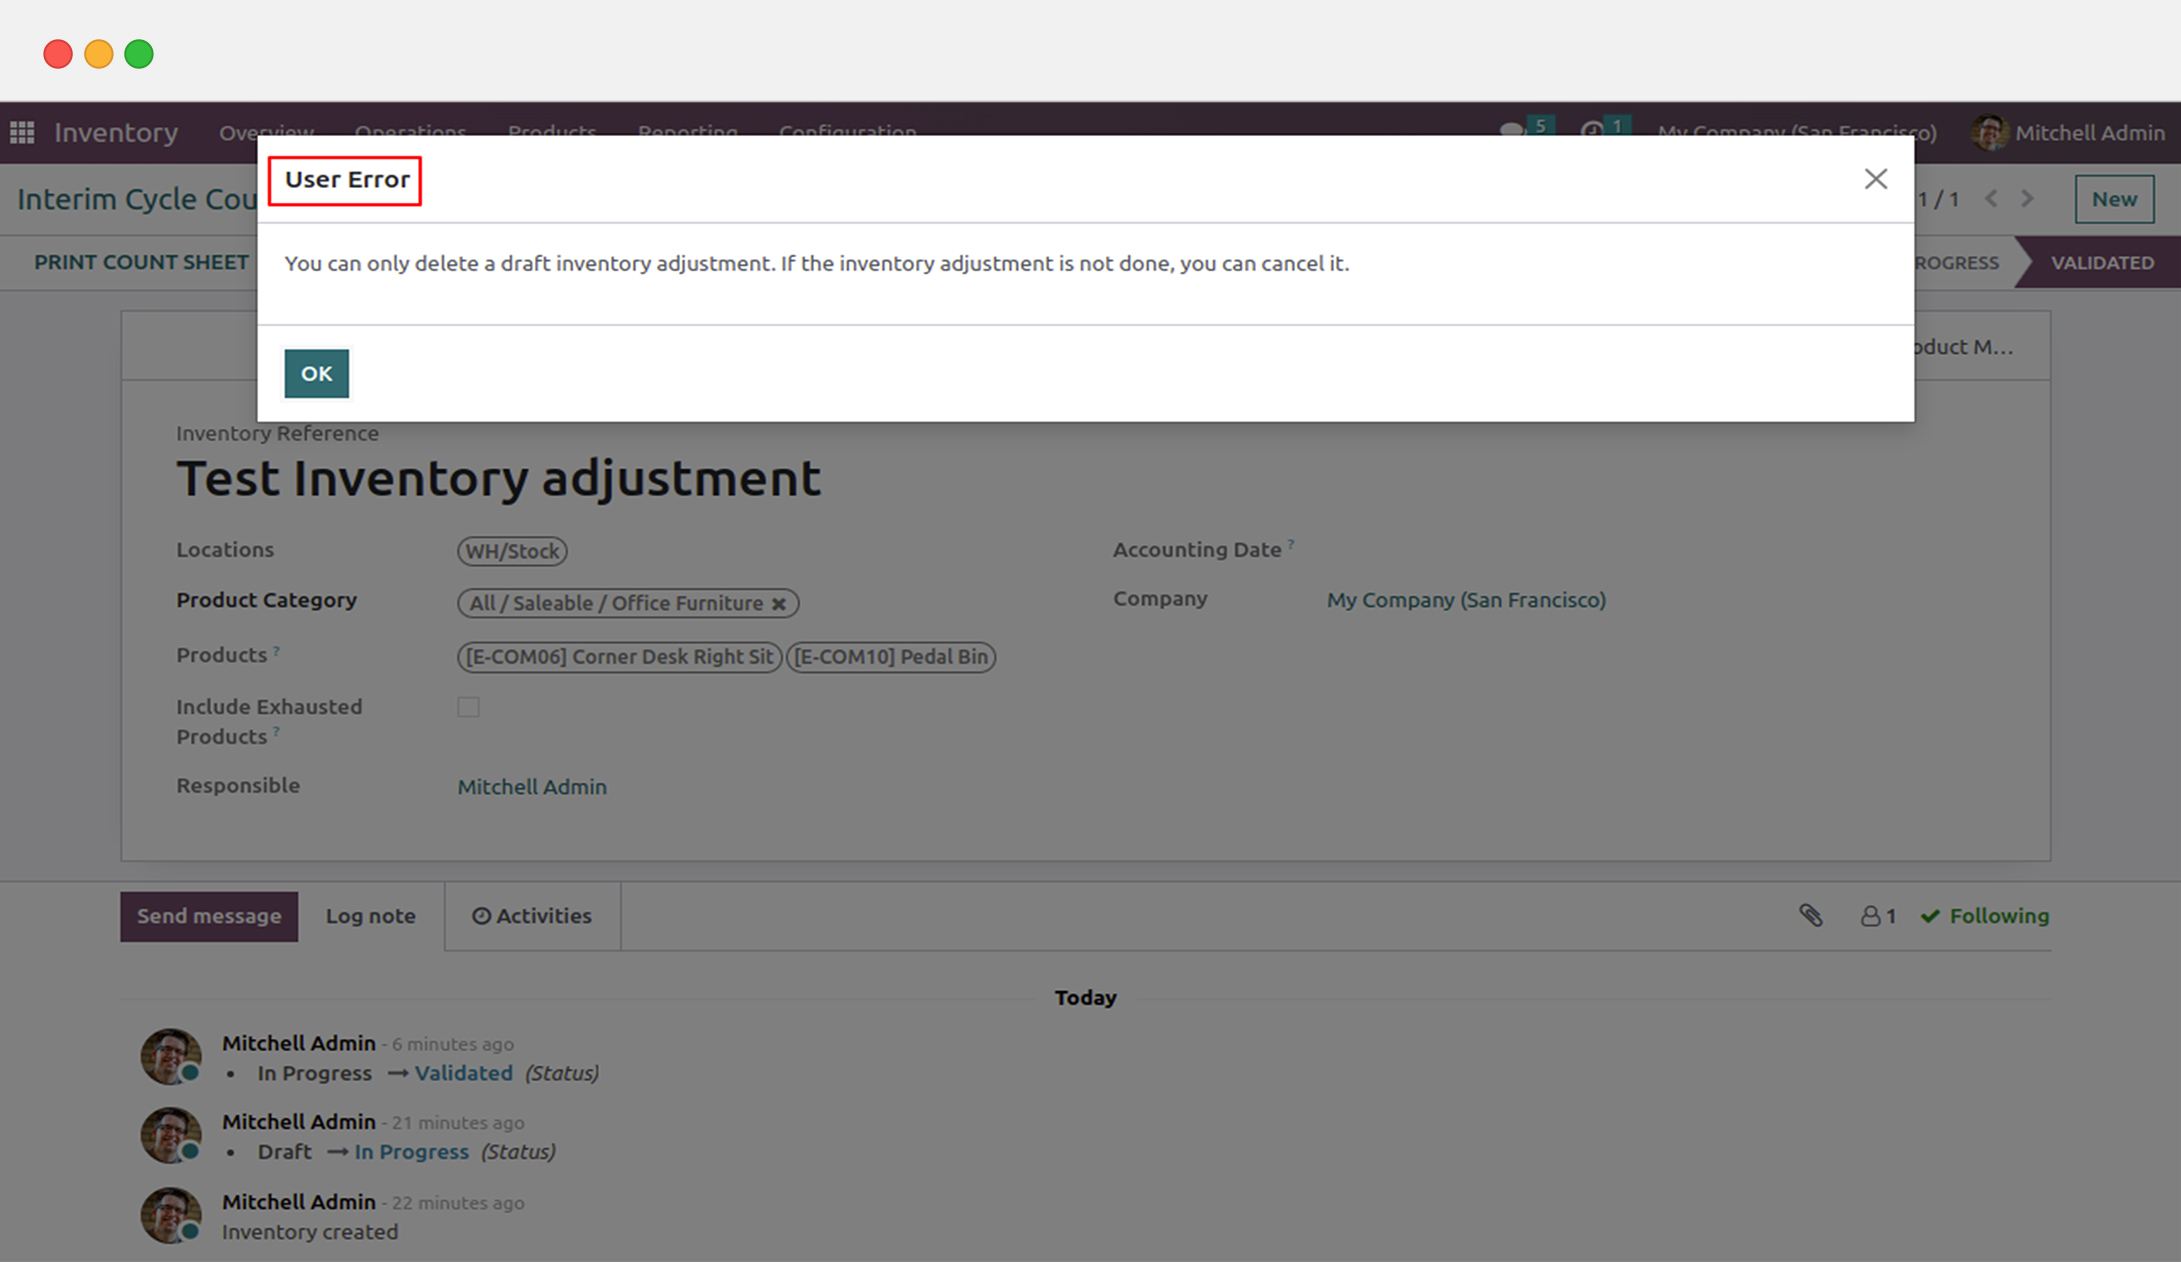 Inventory Overview Operations Products Reporting Configuration 5 1 My Company (San Francisco) Mitchell Admin
User Error
Interim Cycle Cou 1 / 1 New
You can only delete a draft inventory adjustment. If the inventory adjustment is not done, you can cancel it.
PRINT COUNT SHEET ROGRESS VALIDATED
oduct M...
OK
Inventory Reference
Test Inventory adjustment
Locations WH/Stock Accounting Date ?
Product Category All / Saleable / Office Furniture Company My Company (San Francisco)
Products ? [E-COM06] Corner Desk Right Sit [E-COM10] Pedal Bin
Include Exhausted
Products ?
Responsible Mitchell Admin
Send message Log note Activities 1 Following
Today
Mitchell Admin - 6 minutes ago
• In Progress → Validated (Status)
Mitchell Admin - 21 minutes ago
• Draft → In Progress (Status)
Mitchell Admin - 22 minutes ago
Inventory created